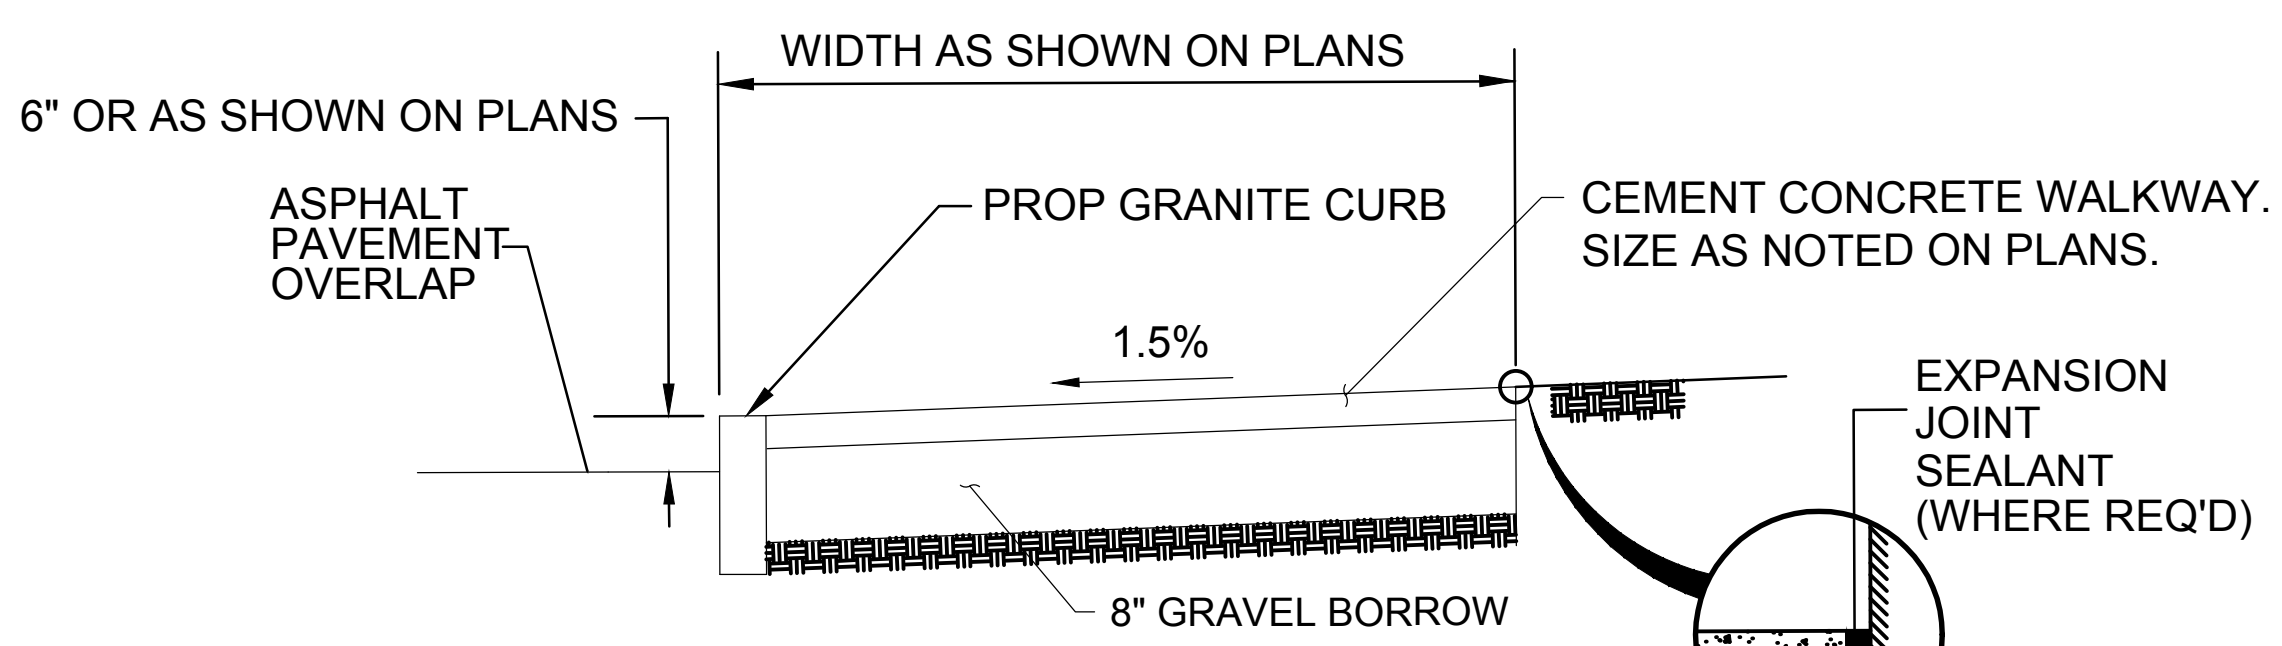 WIDTH AS SHOWN ON PLANS
6" OR AS SHOWN ON PLANS
ASPHALT
PAVEMENT
OVERLAP
PROP GRANITE CURB
CEMENT CONCRETE WALKWAY.
SIZE AS NOTED ON PLANS.
1.5%
EXPANSION
JOINT
SEALANT
(WHERE REQ'D)
8" GRAVEL BORROW